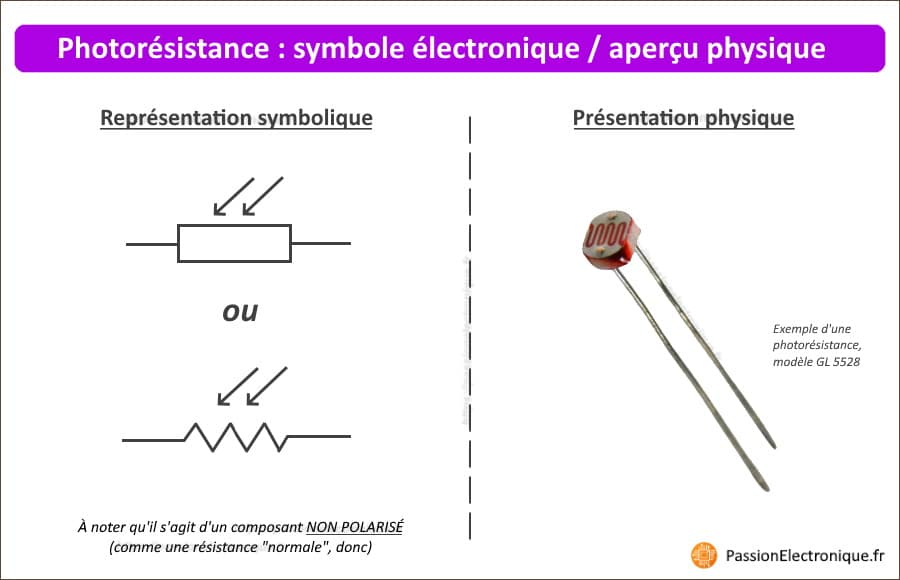 Photorésistance : symbole électronique / aperçu physique
Représentation symbolique
ou
À noter qu'il s'agit d'un composant NON POLARISÉ
(comme une résistance "normale", donc)
Présentation physique
Exemple d'une
photorésistance,
modèle GL 5528
PassionElectronique.fr